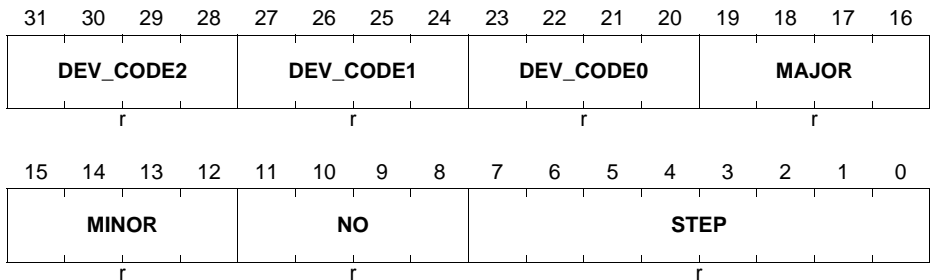 31 30 29 28 27 26 25 24 23 22 21 20 19 18 17 16
DEV_CODE2 DEV_CODE1 DEV_CODE0 MAJOR
r r r r
15 14 13 12 11 10 9 8 7 6 5 4 3 2 1 0
MINOR NO STEP
r r r